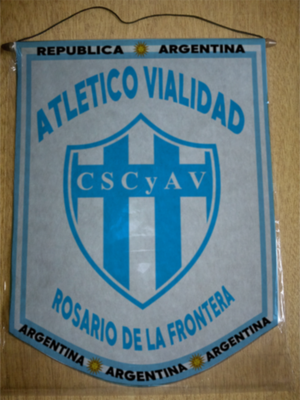 REPUBLICA ARGENTINA
ATLETICO VIALIDAD
CSCyAV
ROSARIO DE LA FRONTERA
ARGENTINA ARGENTINA ARGENTINA